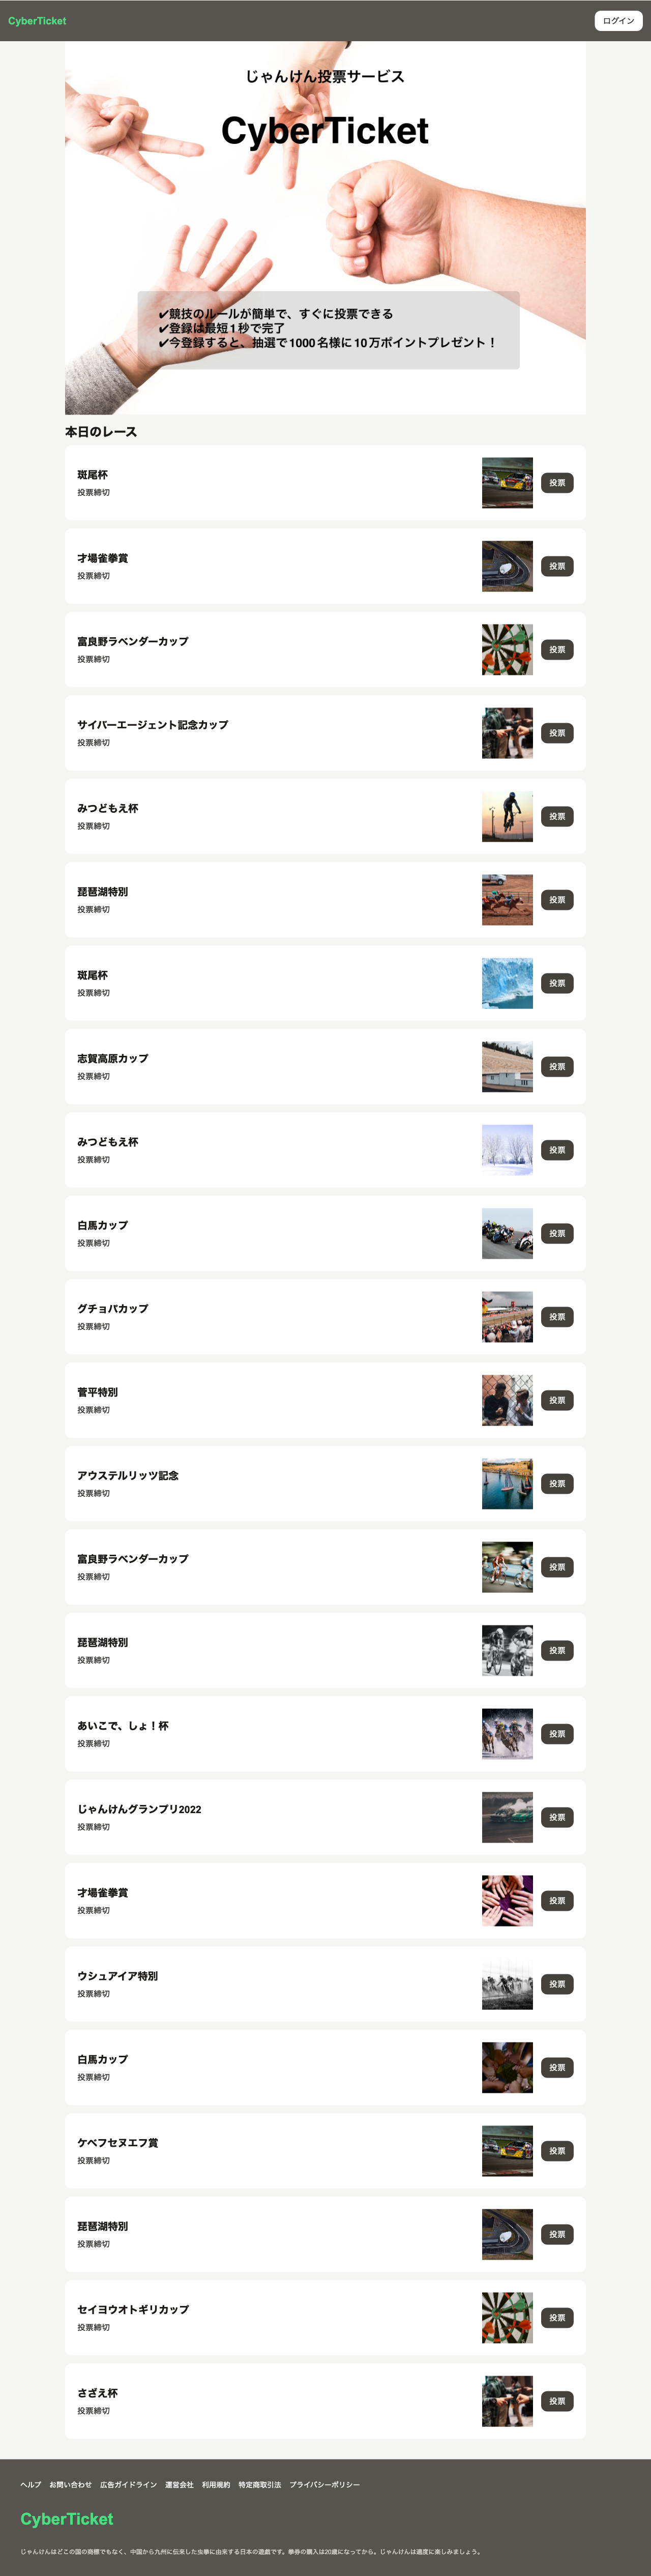 CyberTicket
ログイン
じゃんけん投票サービス
CyberTicket
✔競技のルールが簡単で、すぐに投票できる
✔登録は最短1秒で完了
✔今登録すると、抽選で1000名様に10万ポイントプレゼント！
本日のレース
斑尾杯
投票締切
投票
才場雀拳賞
投票締切
投票
富良野ラベンダーカップ
投票締切
投票
サイバーエージェント記念カップ
投票締切
投票
みつどもえ杯
投票締切
投票
琵琶湖特別
投票締切
投票
斑尾杯
投票締切
投票
志賀高原カップ
投票締切
投票
みつどもえ杯
投票締切
投票
白馬カップ
投票締切
投票
グチョパカップ
投票締切
投票
菅平特別
投票締切
投票
アウステルリッツ記念
投票締切
投票
富良野ラベンダーカップ
投票締切
投票
琵琶湖特別
投票締切
投票
あいこで、しょ！杯
投票締切
投票
じゃんけんグランプリ2022
投票締切
投票
才場雀拳賞
投票締切
投票
ウシュアイア特別
投票締切
投票
白馬カップ
投票締切
投票
ケベフセヌエフ賞
投票締切
投票
琵琶湖特別
投票締切
投票
セイヨウオトギリカップ
投票締切
投票
さざえ杯
投票締切
投票
ヘルプ お問い合わせ 広告ガイドライン 運営会社 利用規約 特定商取引法 プライバシーポリシー
CyberTicket
じゃんけんはどこの国の商標でもなく、中国から九州に伝来した虫拳に由来する日本の遊戯です。拳券の購入は20歳になってから。じゃんけんは適度に楽しみましょう。